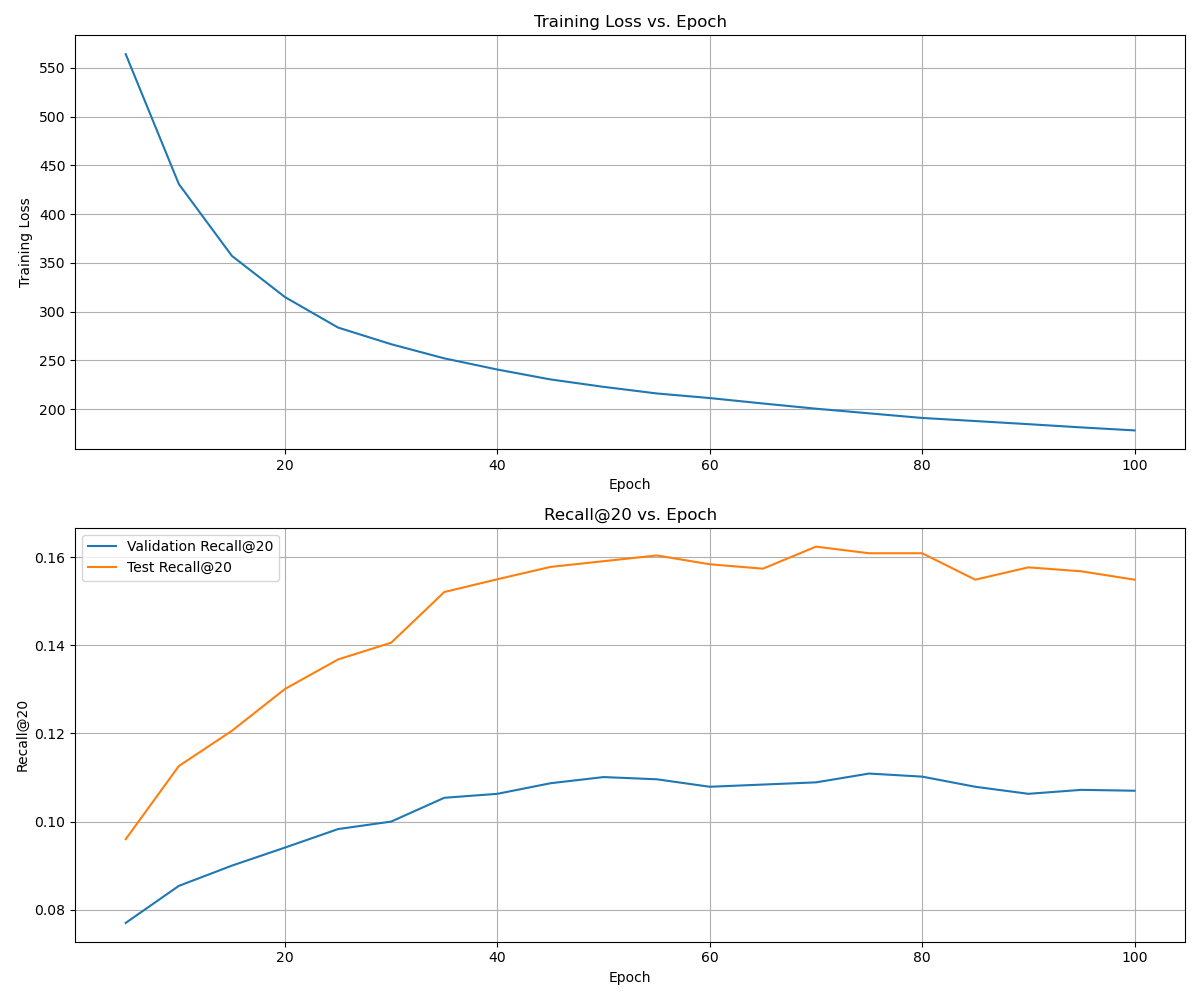 Training Loss vs. Epoch
550
500
450
400
350
300
250
200
Training Loss
20 40 60 80 100
Epoch
Recall@20 vs. Epoch
Validation Recall@20
Test Recall@20
0.16
0.14
0.12
0.10
0.08
Recall@20
20 40 60 80 100
Epoch